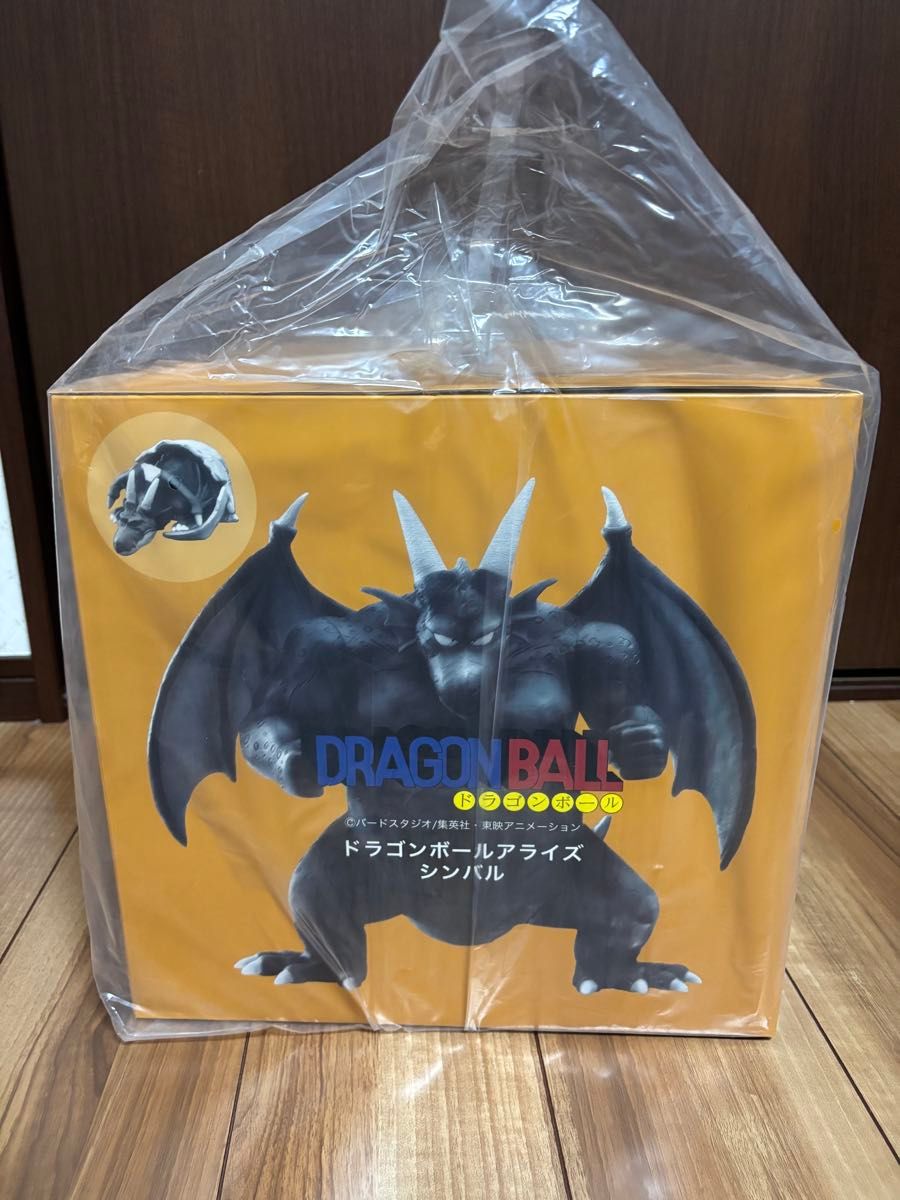 DRAGON BALL
ドラゴンボール
©バードスタジオ/集英社・東映アニメーション
ドラゴンボールアライズ
シンバル